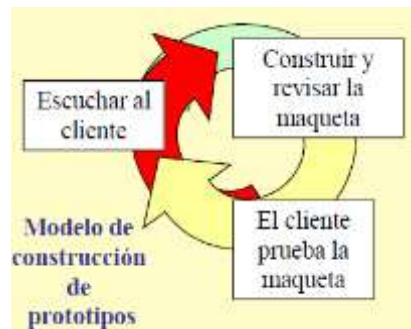 Escuchar al
cliente
Construir y
revisar la
maqueta
El cliente
prueba la
maqueta
Modelo de
construcción
de
prototipos